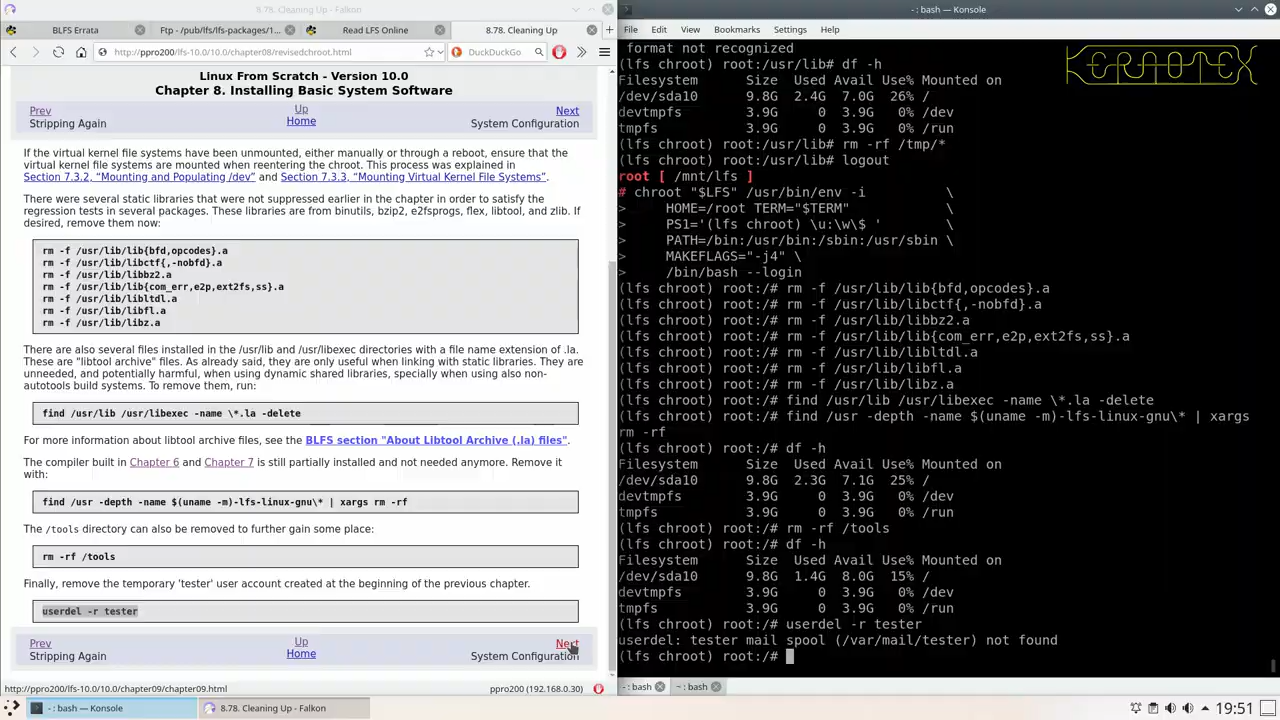 8.78. Cleaning Up - Falkon
BLFS Errata
Ftp - /pub/lfs/lfs-packages/1...
Read LFS Online
8.78. Cleaning Up
http://ppro200/lfs-10.0/10.0/chapter08/revisedchroot.html
DuckDuckGo
Linux From Scratch - Version 10.0
Chapter 8. Installing Basic System Software
Prev
Up
Next
Stripping Again
Home
System Configuration
If the virtual kernel file systems have been unmounted, either manually or through a reboot, ensure that the
virtual kernel file systems are mounted when reentering the chroot. This process was explained in
Section 7.3.2, “Mounting and Populating /dev” and Section 7.3.3, “Mounting Virtual Kernel File Systems”.
There were several static libraries that were not suppressed earlier in the chapter in order to satisfy the
regression tests in several packages. These libraries are from binutils, bzip2, e2fsprogs, flex, libtool, and zlib. If
desired, remove them now:
rm -f /usr/lib/lib{bfd,opcodes}.a
rm -f /usr/lib/libctf{,-nobfd}.a
rm -f /usr/lib/libbz2.a
rm -f /usr/lib/lib{com_err,e2p,ext2fs,ss}.a
rm -f /usr/lib/libltdl.a
rm -f /usr/lib/libfl.a
rm -f /usr/lib/libz.a
There are also several files installed in the /usr/lib and /usr/libexec directories with a file name extension of .la.
These are "libtool archive" files. As already said, they are only useful when linking with static libraries. They are
unneeded, and potentially harmful, when using dynamic shared libraries, specially when using also non-
autotools build systems. To remove them, run:
find /usr/lib /usr/libexec -name \*.la -delete
For more information about libtool archive files, see the BLFS section "About Libtool Archive (.la) files".
The compiler built in Chapter 6 and Chapter 7 is still partially installed and not needed anymore. Remove it
with:
find /usr -depth -name $(uname -m)-lfs-linux-gnu\* | xargs rm -rf
The /tools directory can also be removed to further gain some place:
rm -rf /tools
Finally, remove the temporary 'tester' user account created at the beginning of the previous chapter.
userdel -r tester
Prev
Up
Next
Stripping Again
Home
System Configuration
http://ppro200/lfs-10.0/10.0/chapter09/chapter09.html
ppro200 (192.168.0.30)
- : bash — Konsole
File Edit View Bookmarks Settings Help
KERAOTEX
format not recognized
(lfs chroot) root:/usr/lib# df -h
Filesystem Size Used Avail Use% Mounted on
/dev/sda10 9.8G 2.4G 7.0G 26% /
devtmpfs 3.9G 0 3.9G 0% /dev
tmpfs 3.9G 0 3.9G 0% /run
(lfs chroot) root:/usr/lib# rm -rf /tmp/*
(lfs chroot) root:/usr/lib# logout
root [ /mnt/lfs ]
# chroot "$LFS" /usr/bin/env -i \
> HOME=/root TERM="$TERM" \
> PS1='(lfs chroot) \u:\w\$ ' \
> PATH=/bin:/usr/bin:/sbin:/usr/sbin \
> MAKEFLAGS="-j4" \
> /bin/bash --login
(lfs chroot) root:/# rm -f /usr/lib/lib{bfd,opcodes}.a
(lfs chroot) root:/# rm -f /usr/lib/libctf{,-nobfd}.a
(lfs chroot) root:/# rm -f /usr/lib/libbz2.a
(lfs chroot) root:/# rm -f /usr/lib/lib{com_err,e2p,ext2fs,ss}.a
(lfs chroot) root:/# rm -f /usr/lib/libltdl.a
(lfs chroot) root:/# rm -f /usr/lib/libfl.a
(lfs chroot) root:/# rm -f /usr/lib/libz.a
(lfs chroot) root:/# find /usr/lib /usr/libexec -name \*.la -delete
(lfs chroot) root:/# find /usr -depth -name $(uname -m)-lfs-linux-gnu\* | xargs
rm -rf
(lfs chroot) root:/# df -h
Filesystem Size Used Avail Use% Mounted on
/dev/sda10 9.8G 2.3G 7.1G 25% /
devtmpfs 3.9G 0 3.9G 0% /dev
tmpfs 3.9G 0 3.9G 0% /run
(lfs chroot) root:/# rm -rf /tools
(lfs chroot) root:/# df -h
Filesystem Size Used Avail Use% Mounted on
/dev/sda10 9.8G 1.4G 8.0G 15% /
devtmpfs 3.9G 0 3.9G 0% /dev
tmpfs 3.9G 0 3.9G 0% /run
(lfs chroot) root:/# userdel -r tester
userdel: tester mail spool (/var/mail/tester) not found
(lfs chroot) root:/#
- : bash
~ : bash
- : bash — Konsole
8.78. Cleaning Up - Falkon
19:51